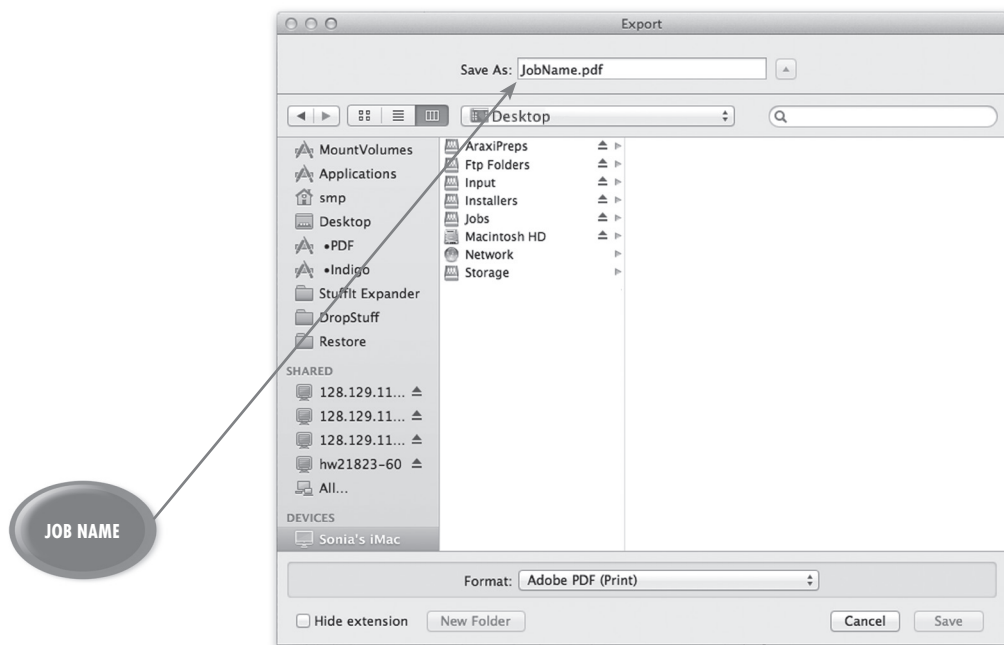 Export
Save As: JobName.pdf
Desktop
MountVolumes
Applications
smp
Desktop
•PDF
•Indigo
StuffIt Expander
DropStuff
Restore
SHARED
128.129.11...
128.129.11...
128.129.11...
hw21823-60
All...
DEVICES
Sonia's iMac
AraxiPreps
Ftp Folders
Input
Installers
Jobs
Macintosh HD
Network
Storage
JOB NAME
Format: Adobe PDF (Print)
Hide extension New Folder Cancel Save